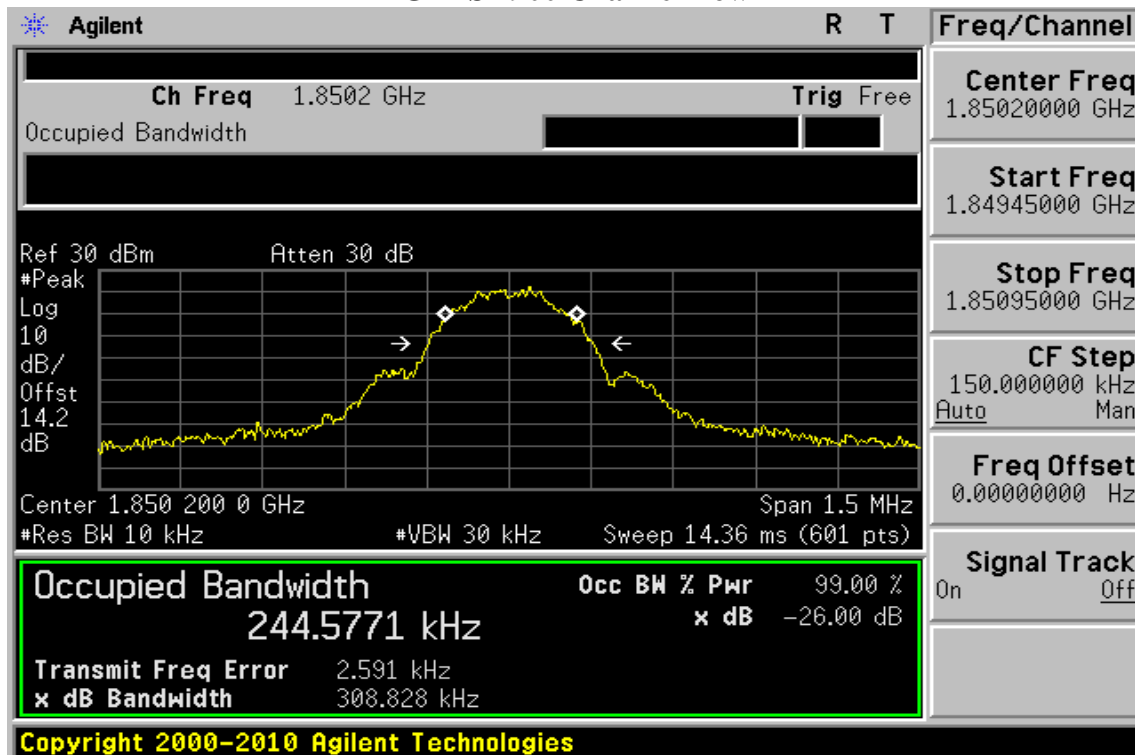 Agilent R T
Freq/Channel
Ch Freq 1.8502 GHz Trig Free
Occupied Bandwidth
Ref 30 dBm Atten 30 dB
#Peak
Log
10
dB/
Offst
14.2
dB
Center 1.850 200 0 GHz Span 1.5 MHz
#Res BW 10 kHz #VBW 30 kHz Sweep 14.36 ms (601 pts)
Occupied Bandwidth
244.5771 kHz
Occ BW % Pwr 99.00 %
x dB -26.00 dB
Transmit Freq Error 2.591 kHz
x dB Bandwidth 308.828 kHz
Center Freq
1.85020000 GHz
Start Freq
1.84945000 GHz
Stop Freq
1.85095000 GHz
CF Step
150.000000 kHz
Auto Man
Freq Offset
0.00000000 Hz
Signal Track
On Off
Copyright 2000-2010 Agilent Technologies